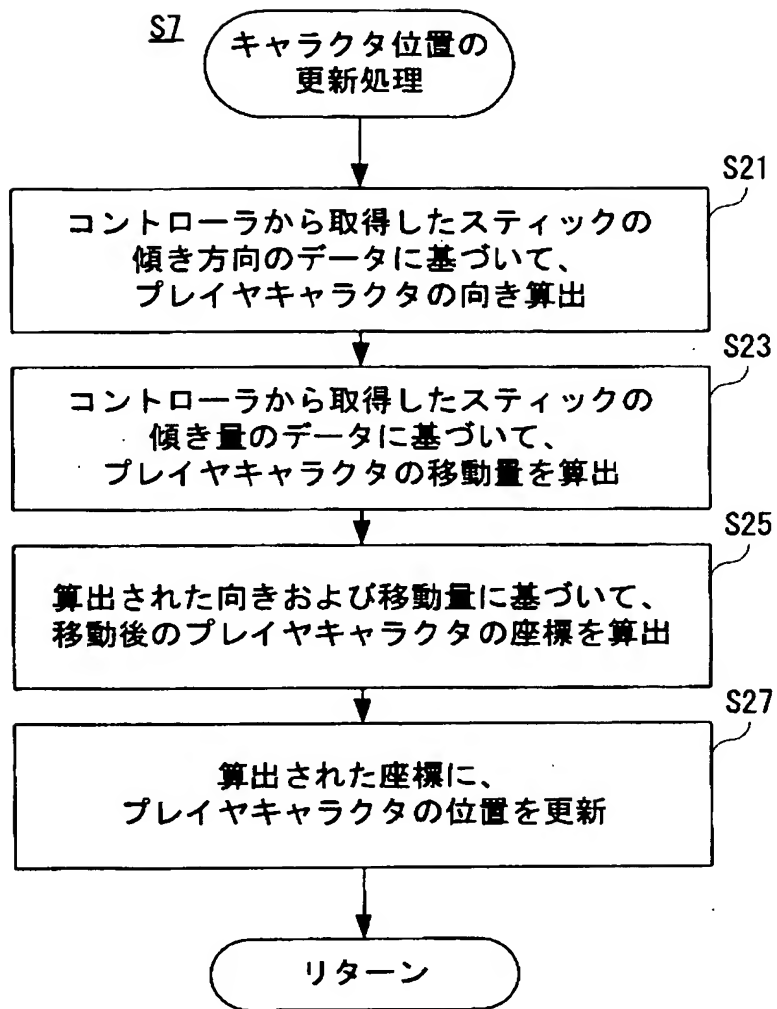 S7
キャラクタ位置の
更新処理
S21
コントローラから取得したスティックの
傾き方向のデータに基づいて、
プレイヤキャラクタの向き算出
S23
コントローラから取得したスティックの
傾き量のデータに基づいて、
プレイヤキャラクタの移動量を算出
S25
算出された向きおよび移動量に基づいて、
移動後のプレイヤキャラクタの座標を算出
S27
算出された座標に、
プレイヤキャラクタの位置を更新
リターン